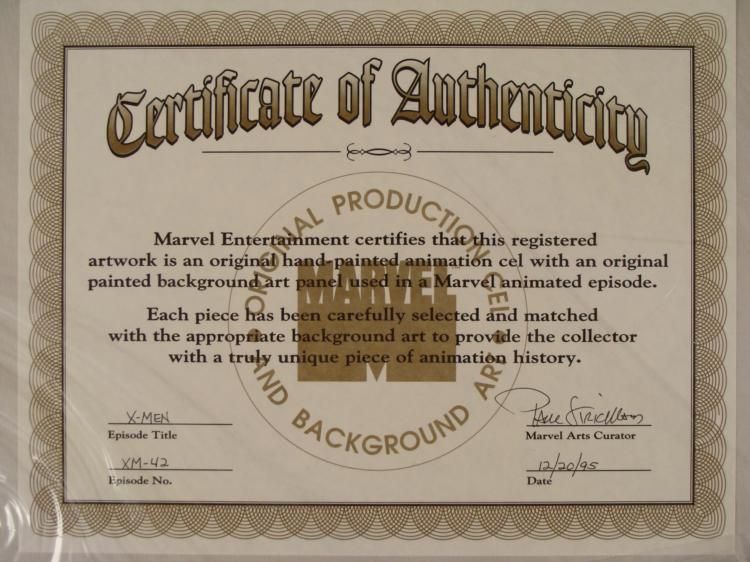 Certificate of Authenticity
ORIGINAL PRODUCTION CEL
Marvel Entertainment certifies that this registered
artwork is an original hand-painted animation cel with an original
painted background art panel used in a Marvel animated episode.
MARVEL
Each piece has been carefully selected and matched
with the appropriate background art to provide the collector
with a truly unique piece of animation history.
AND BACKGROUND ART
X-MEN
Episode Title
Marvel Arts Curator
XM-42
Episode No.
12/20/95
Date